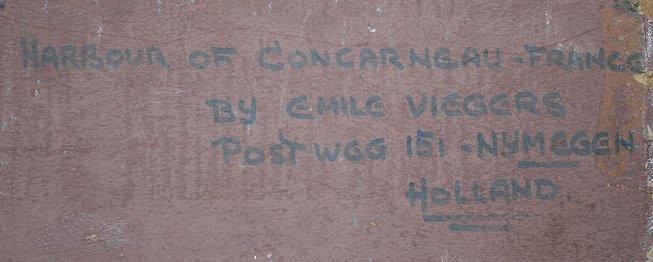 HARBOUR OF CONCARNEAU - FRANCE
BY EMILE VIEGERS
POSTWEG 151 - NYMEGEN
HOLLAND.